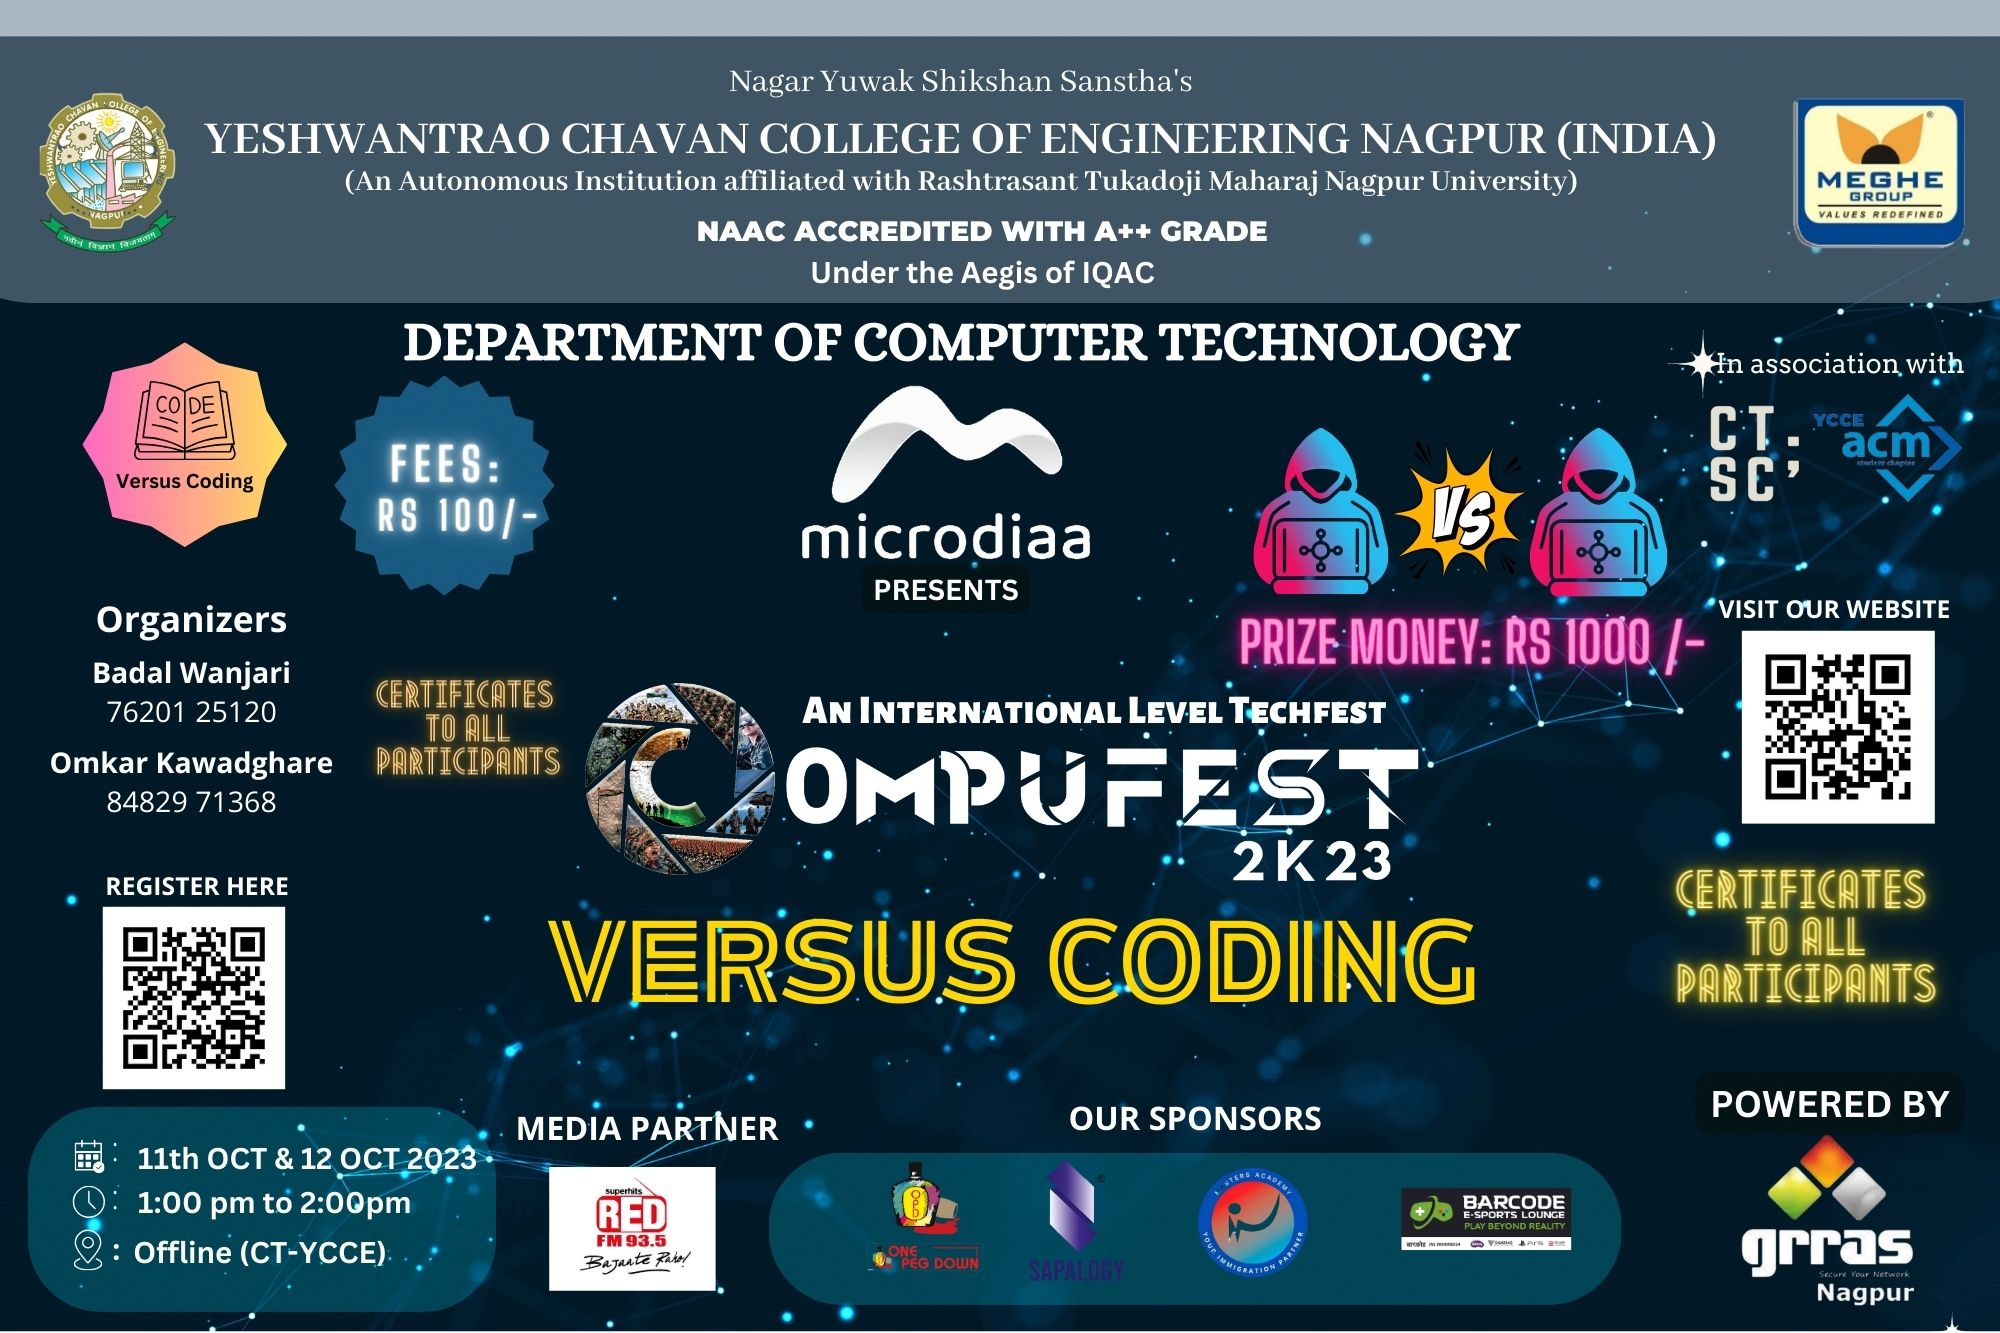 Nagar Yuwak Shikshan Sanstha's
YESHWANTRAO CHAVAN COLLEGE OF ENGINEERING NAGPUR (INDIA)
(An Autonomous Institution affiliated with Rashtrasant Tukadoji Maharaj Nagpur University)
NAAC ACCREDITED WITH A++ GRADE
Under the Aegis of IQAC
YESHWANTRAO CHAVAN COLLEGE OF ENGINEERING
NAGPUR
MEGHE
GROUP
VALUES REDEFINED
DEPARTMENT OF COMPUTER TECHNOLOGY
CODE
Versus Coding
FEES:
RS 100/-
microdiaa
PRESENTS
VS
PRIZE MONEY: RS 1000 /-
In association with
CT
SC
YCCE
acm
student chapter
VISIT OUR WEBSITE
Organizers
Badal Wanjari
76201 25120
Omkar Kawadghare
84829 71368
CERTIFICATES
TO ALL
PARTICIPANTS
AN INTERNATIONAL LEVEL TECHFEST
COMPUFEST
2K23
VERSUS CODING
REGISTER HERE
CERTIFICATES
TO ALL
PARTICIPANTS
: 11th OCT & 12 OCT 2023
: 1:00 pm to 2:00pm
: Offline (CT-YCCE)
MEDIA PARTNER
superhits
RED
FM 93.5
Bajaate Raho!
OUR SPONSORS
OPD
ONE
PEG DOWN
SAPALOGY
YOUR IMMIGRATION PARTNER
BARCODE
E-SPORTS LOUNGE
PLAY BEYOND REALITY
POWERED BY
grras
Secure Your Network
Nagpur